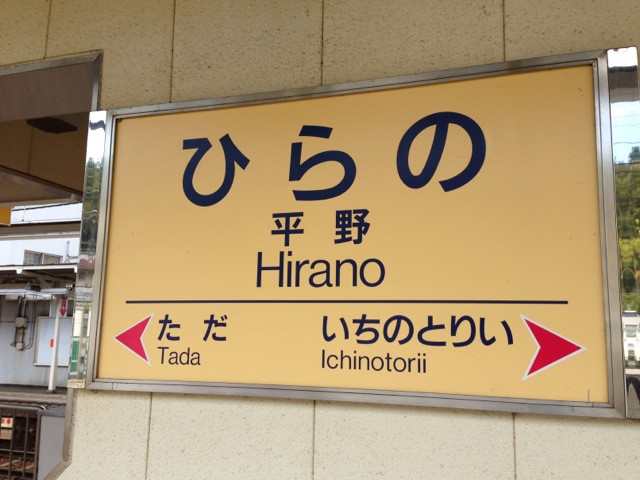 ひらの
平野
Hirano
ただ いちのとりい
Tada Ichinotorii